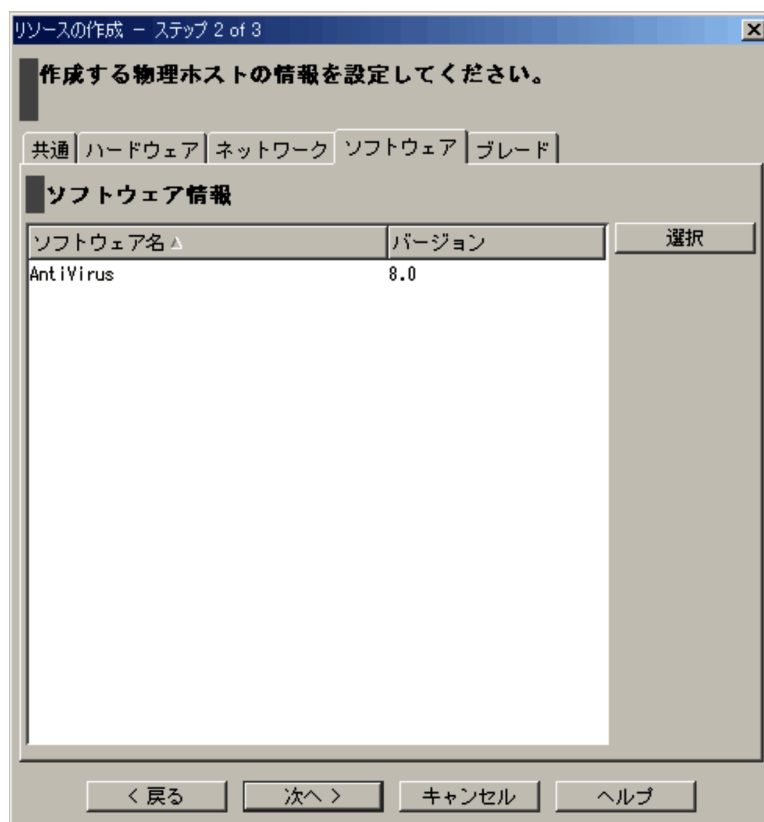 リソースの作成 － ステップ 2 of 3
作成する物理ホストの情報を設定してください。
共通 ハードウェア ネットワーク ソフトウェア ブレード
ソフトウェア情報
ソフトウェア名 バージョン 選択
AntiVirus 8.0
< 戻る 次へ > キャンセル ヘルプ